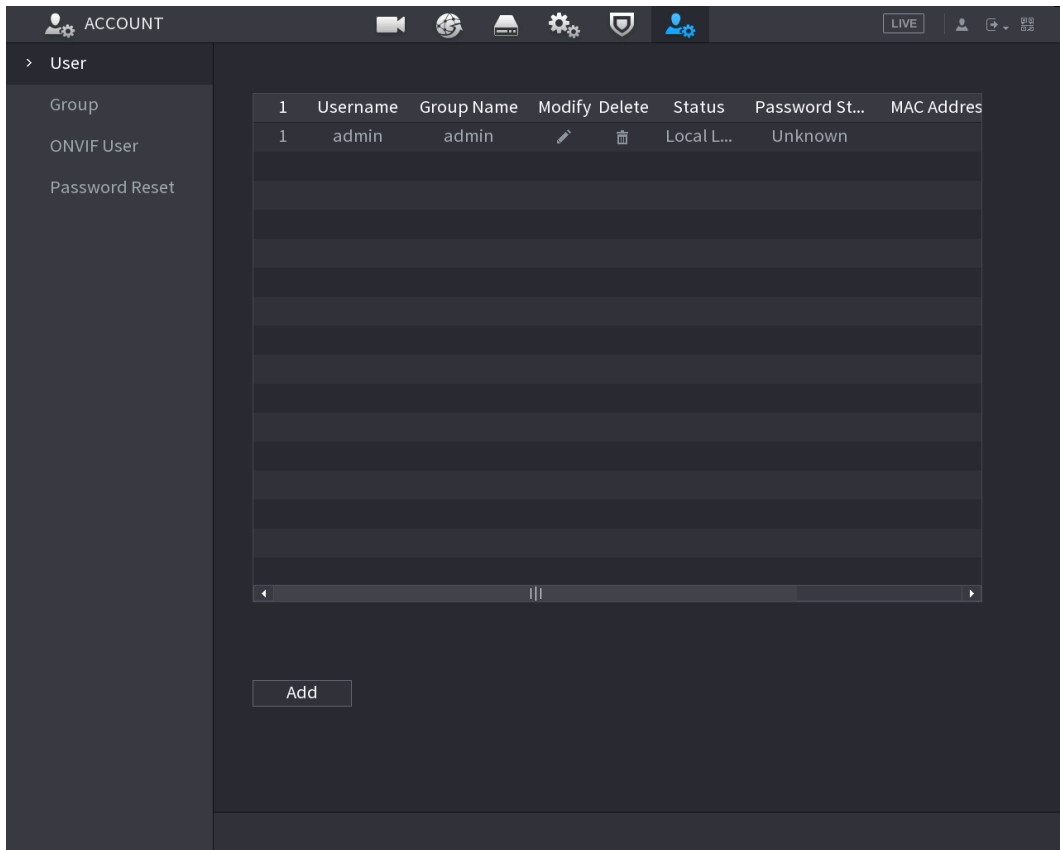 ACCOUNT
LIVE
User
Group
ONVIF User
Password Reset
1 Username Group Name Modify Delete Status Password St... MAC Addres
1 admin admin Local L... Unknown
Add